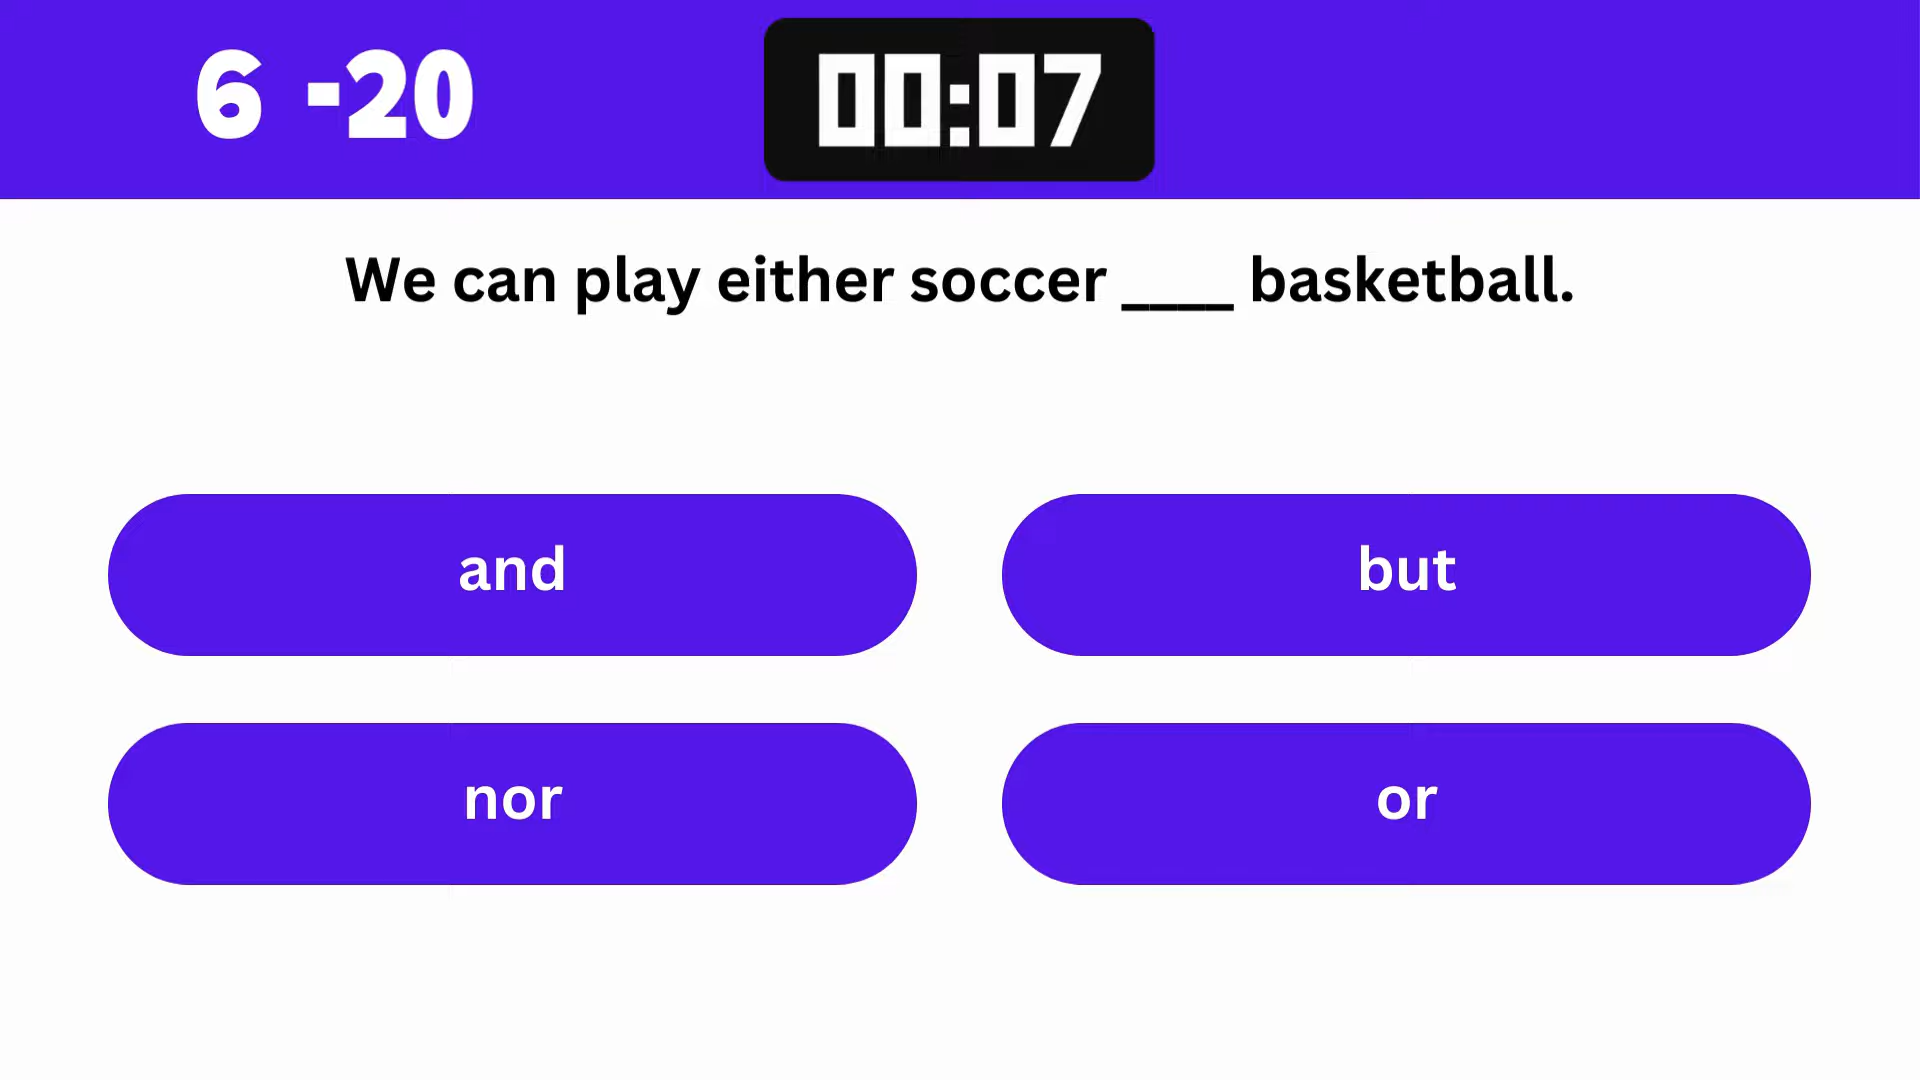 6 -20
00:07
We can play either soccer ____ basketball.
and
but
nor
or